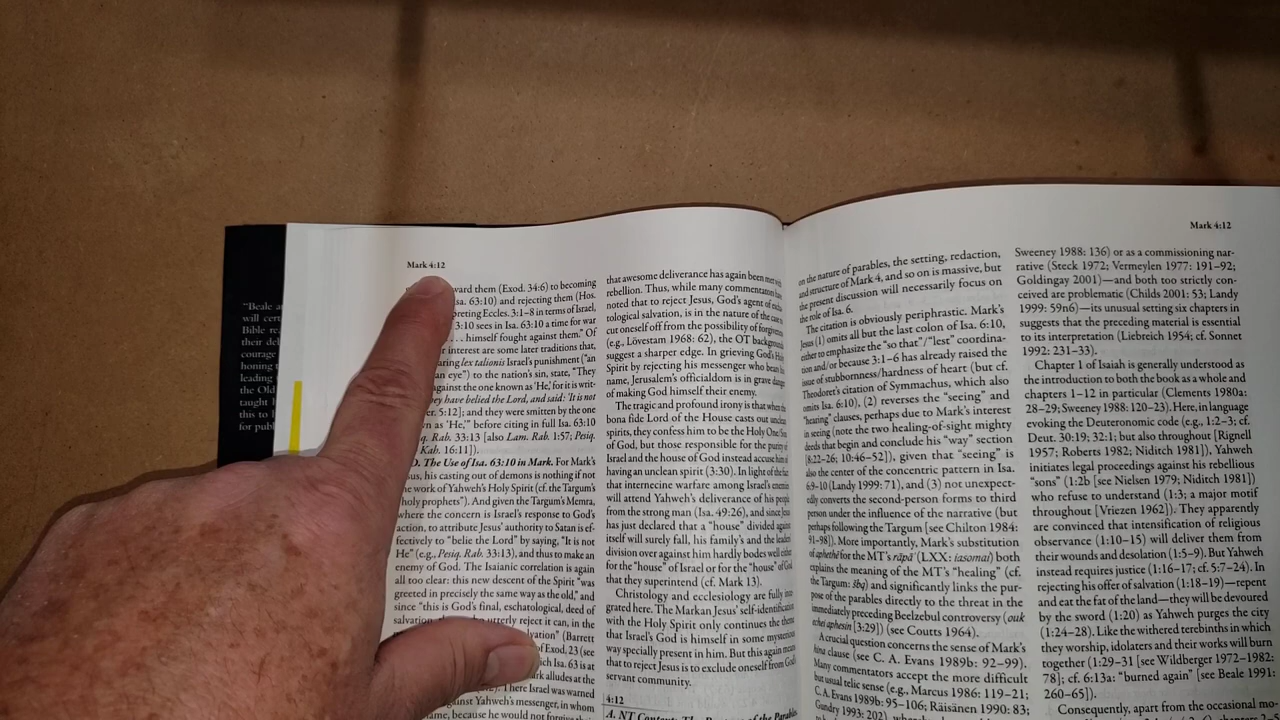 "Beale a
will cert
Bible re
their de
courage
honing
leading
the Old
taught
this to
for publ
Mark 4:12
ward them (Exod. 34:6) to becoming
sa. 63:10) and rejecting them (Hos.
preting Eccles. 3:1–8 in terms of Israel,
3:10 sees in Isa. 63:10 a time for war
. . . himself fought against them." Of
r interest are some later traditions that,
aring lex talionis Israel's punishment ("an
an eye") to the nation's sin, state, "They
against the one known as 'He,' for it is writ-
ey have belied the Lord, and said: 'It is not
er. 5:12]; and they were smitten by the one
n as 'He,'" before citing in full Isa. 63:10
q. Rab. 33:13 [also Lam. Rab. 1:57; Pesiq.
Kab. 16:11]).
D. The Use of Isa. 63:10 in Mark. For Mark's
sus, his casting out of demons is nothing if not
the work of Yahweh's Holy Spirit (cf. the Targum's
"holy prophets"). And given the Targum's Memra,
where the concern is Israel's response to God's
action, to attribute Jesus' authority to Satan is ef-
fectively to "belie the Lord" by saying, "It is not
He" (e.g., Pesiq. Rab. 33:13), and thus to make an
enemy of God. The Isaianic correlation is again
all too clear: this new descent of the Spirit "was
greeted in precisely the same way as the old," and
since "this is God's final, eschatological, deed of
salvation, utterly reject it can, in the
lvation" (Barrett
of Exod. 23 (see
ich Isa. 63 is at
ark alludes at the
There Israel was warned
against Yahweh's messenger, in whom
name, because he would not forgive
that awesome deliverance has again been met with
rebellion. Thus, while many commentators have
noted that to reject Jesus, God's agent of escha-
tological salvation, is in the nature of the case to
cut oneself off from the possibility of forgiveness
(e.g., Lövestam 1968: 62), the OT background
suggest a sharper edge. In grieving God's Holy
Spirit by rejecting his messenger who bears his
name, Jerusalem's officialdom is in grave danger
of making God himself their enemy.
The tragic and profound irony is that when the
bona fide Lord of the House casts out unclean
spirits, they confess him to be the Holy One/Son
of God, but those responsible for the purity of
Israel and the house of God instead accuse him of
having an unclean spirit (3:30). In light of the fact
that internecine warfare among Israel's enemies
will attend Yahweh's deliverance of his people
from the strong man (Isa. 49:26), and since Jesus
has just declared that a "house" divided against
itself will surely fall, his family's and the leaders'
division over against him hardly bodes well either
for the "house" of Israel or for the "house" of God
that they superintend (cf. Mark 13).
Christology and ecclesiology are fully inte-
grated here. The Markan Jesus' self-identification
with the Holy Spirit only continues the theme
that Israel's God is himself in some mysterious
way specially present in him. But this again means
that to reject Jesus is to exclude oneself from God's
servant community.
4:12
A. NT Context: The Purpose of the Parables
Mark 4:12
on the nature of parables, the setting, redaction,
and structure of Mark 4, and so on is massive, but
the present discussion will necessarily focus on
the role of Isa. 6.
The citation is obviously periphrastic. Mark's
Jesus (1) omits all but the last colon of Isa. 6:10,
either to emphasize the "so that"/"lest" coordina-
tion and/or because 3:1–6 has already raised the
issue of stubbornness/hardness of heart (but cf.
Theodoret's citation of Symmachus, which also
omits Isa. 6:10), (2) reverses the "seeing" and
"hearing" clauses, perhaps due to Mark's interest
in seeing (note the two healing-of-sight mighty
deeds that begin and conclude his "way" section
[8:22–26; 10:46–52]), given that "seeing" is
also the center of the concentric pattern in Isa.
6:9–10 (Landy 1999: 71), and (3) not unexpect-
edly converts the second-person forms to third
person under the influence of the narrative (but
perhaps following the Targum [see Chilton 1984:
91–98]). More importantly, Mark's substitution
of aphethē for the MT's rāpā' (LXX: iasomai) both
explains the meaning of the MT's "healing" (cf.
the Targum: šbq) and significantly links the pur-
pose of the parables directly to the threat in the
immediately preceding Beelzebul controversy (ouk
echei aphesin [3:29]) (see Coutts 1964).
A crucial question concerns the sense of Mark's
hina clause (see C. A. Evans 1989b: 92–99).
Many commentators accept the more difficult
but usual telic sense (e.g., Marcus 1986: 119–21;
C. A. Evans 1989b: 95–106; Räisänen 1990: 83;
Gundry 1993: 202)
Sweeney 1988: 136) or as a commissioning nar-
rative (Steck 1972; Vermeylen 1977: 191–92;
Goldingay 2001)—and both too strictly con-
ceived are problematic (Childs 2001: 53; Landy
1999: 59n6)—its unusual setting six chapters in
suggests that the preceding material is essential
to its interpretation (Liebreich 1954; cf. Sonnet
1992: 231–33).
Chapter 1 of Isaiah is generally understood as
the introduction to both the book as a whole and
chapters 1–12 in particular (Clements 1980a:
28–29; Sweeney 1988: 120–23). Here, in language
evoking the Deuteronomic code (e.g., 1:2–3; cf.
Deut. 30:19; 32:1; but also throughout [Rignell
1957; Roberts 1982; Niditch 1981]), Yahweh
initiates legal proceedings against his rebellious
"sons" (1:2b [see Nielsen 1979; Niditch 1981])
who refuse to understand (1:3; a major motif
throughout [Vriezen 1962]). They apparently
are convinced that intensification of religious
observance (1:10–15) will deliver them from
their wounds and desolation (1:5–9). But Yahweh
instead requires justice (1:16–17; cf. 5:7–24). In
rejecting his offer of salvation (1:18–19)—repent
and eat the fat of the land—they will be devoured
by the sword (1:20) as Yahweh purges the city
(1:24–28). Like the withered terebinths in which
they worship, idolaters and their works will burn
together (1:29–31 [see Wildberger 1972–1982:
78]; cf. 6:13a: "burned again" [see Beale 1991:
260–65]).
Consequently, apart from the occasional mo-